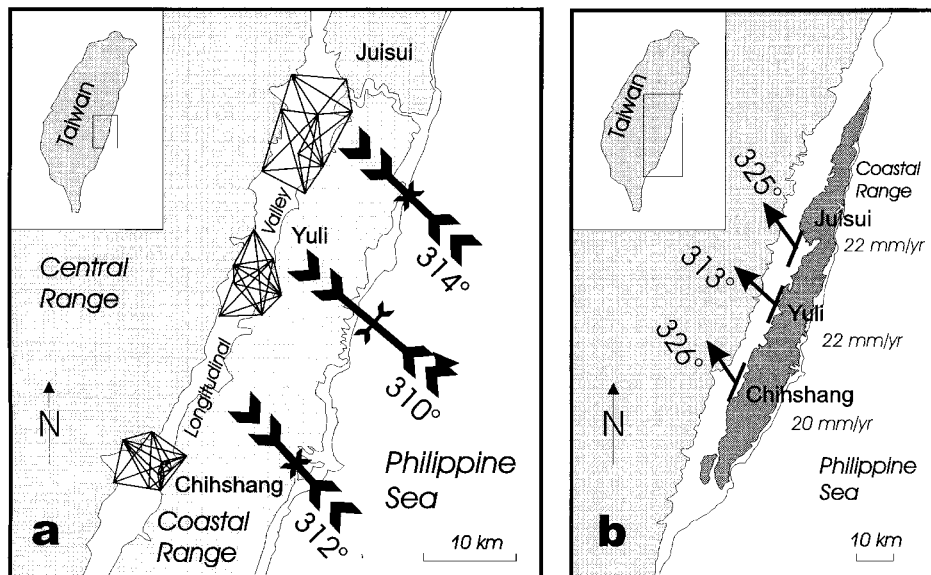 Taiwan
Juisui
Valley
Yuli
314°
Central
Range
310°
Longitudinal
N
Chihshang
312°
Philippine
Sea
Coastal
Range
a
10 km
Taiwan
Coastal
Range
325°
Juisui
22 mm/yr
313°
Yuli
22 mm/yr
326°
Chihshang
20 mm/yr
N
Philippine
Sea
b
10 km